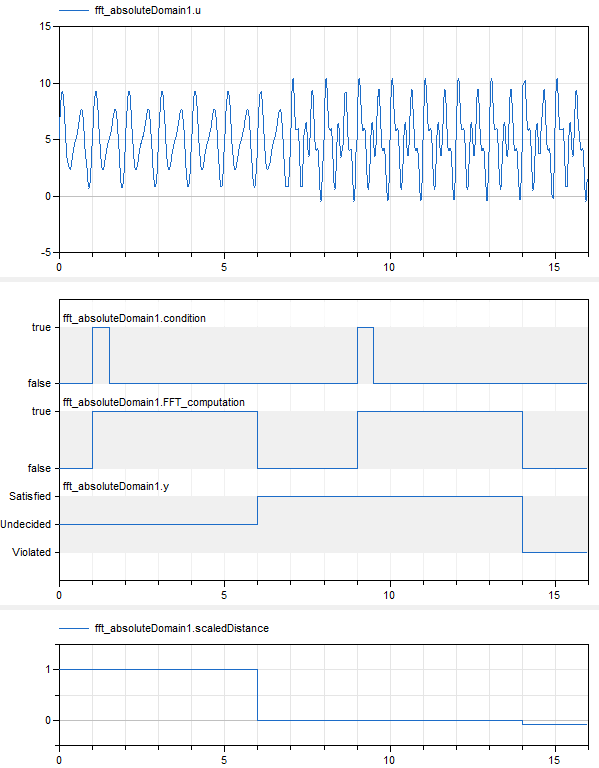 fft_absoluteDomain1.u
15
10
5
0
-5
0 5 10 15
fft_absoluteDomain1.condition
true
false
fft_absoluteDomain1.FFT_computation
true
false
fft_absoluteDomain1.y
Satisfied
Undecided
Violated
0 5 10 15
fft_absoluteDomain1.scaledDistance
1
0
0 5 10 15